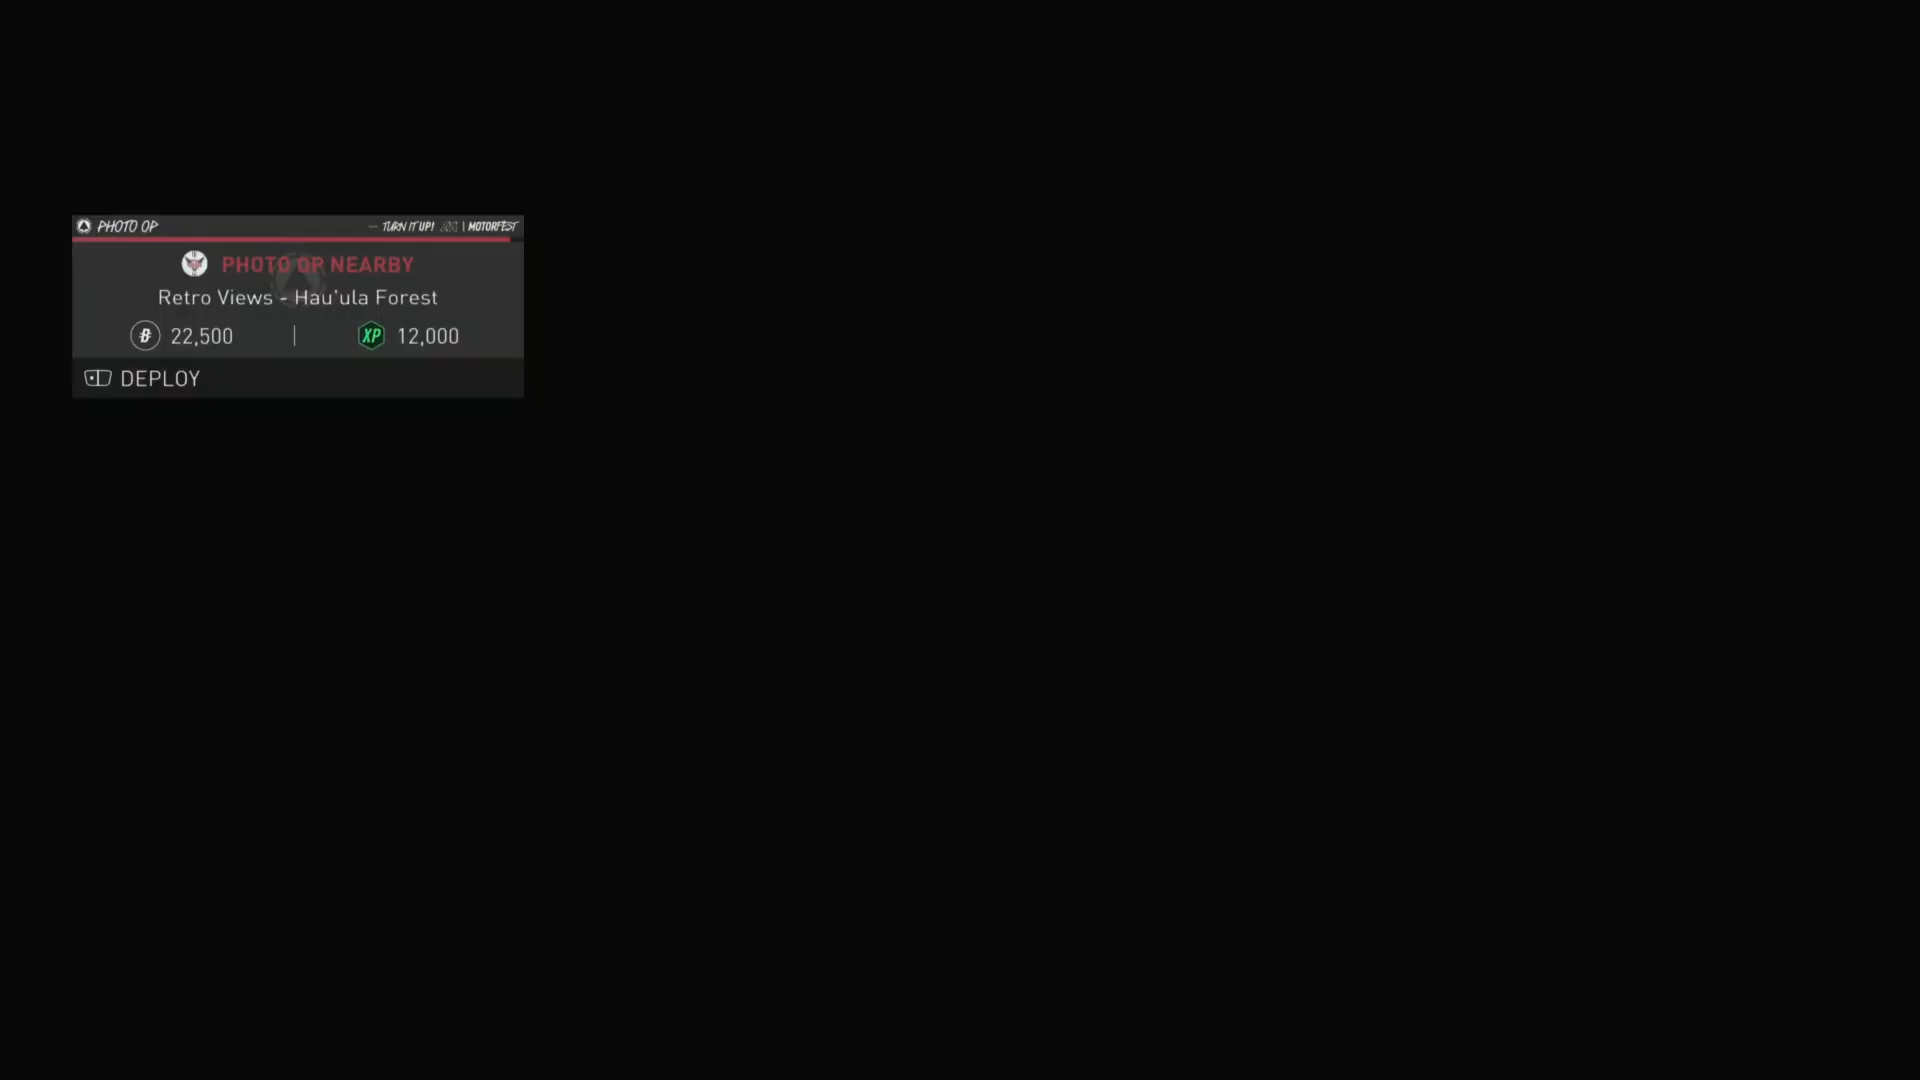 PHOTO OP
— TURN IT UP! | MOTORFEST
PHOTO OP NEARBY
Retro Views - Hau'ula Forest
22,500 | XP 12,000
DEPLOY